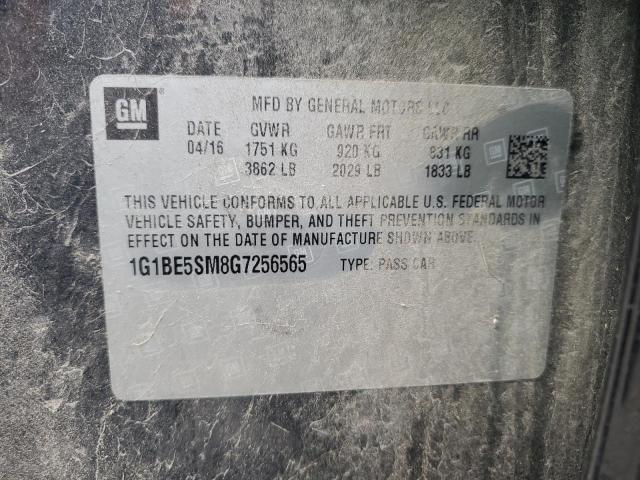 GM
MFD BY GENERAL MOTORS LLC
DATE GVWR GAWR FRT GAWR RR
04/16 1751 KG 920 KG 831 KG
3862 LB 2029 LB 1833 LB
THIS VEHICLE CONFORMS TO ALL APPLICABLE U.S. FEDERAL MOTOR
VEHICLE SAFETY, BUMPER, AND THEFT PREVENTION STANDARDS IN
EFFECT ON THE DATE OF MANUFACTURE SHOWN ABOVE.
1G1BE5SM8G7256565 TYPE: PASS CAR